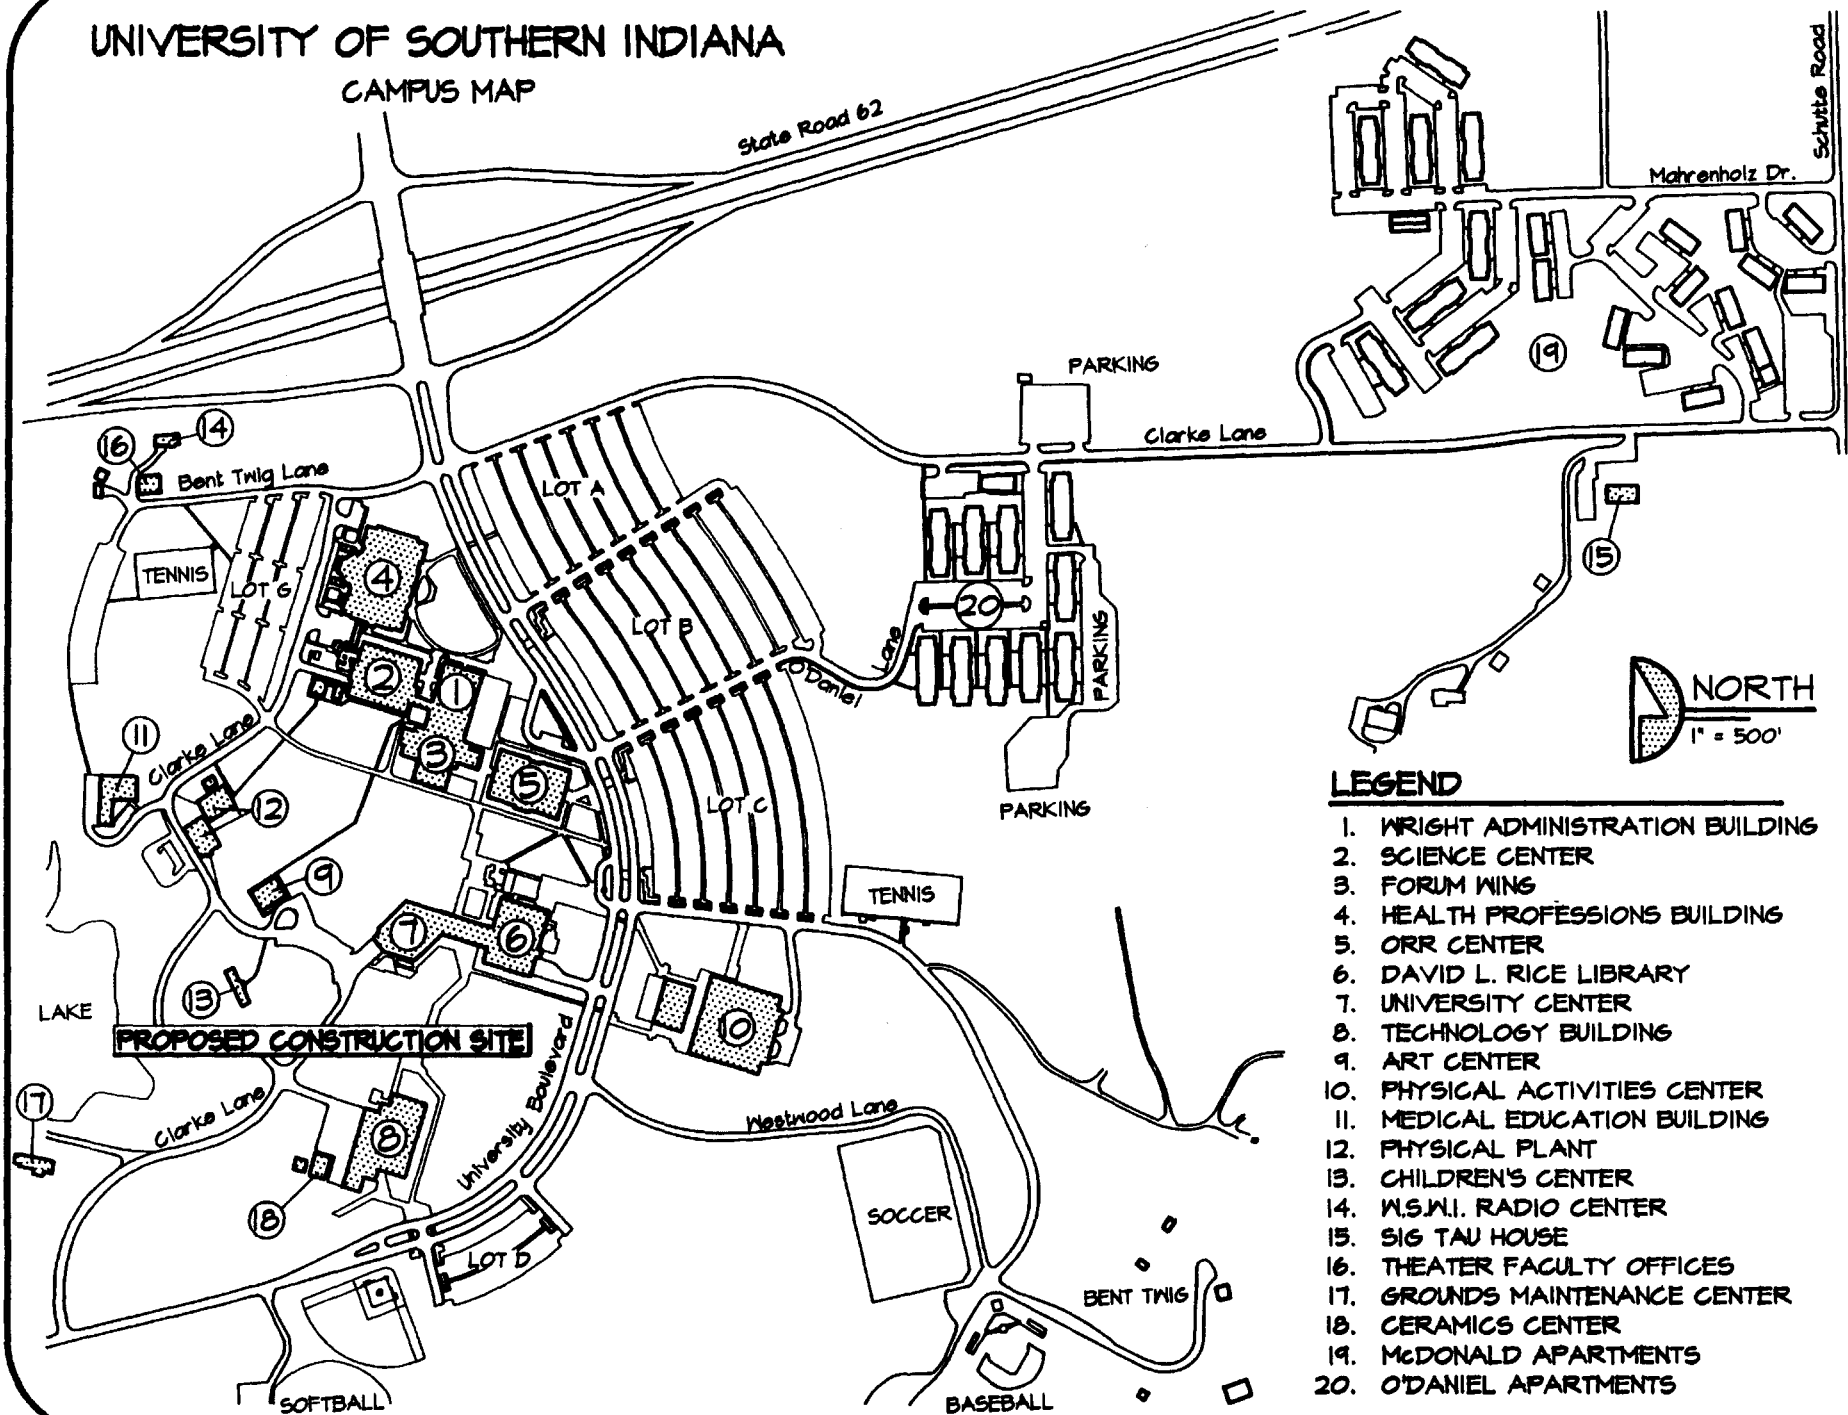 UNIVERSITY OF SOUTHERN INDIANA
CAMPUS MAP
State Road 62
Schutte Road
Mahrenholz Dr.
19
PARKING
Clarke Lane
14
16
Bent Twig Lane
LOT A
TENNIS
LOT G
4
LOT B
20
15
PARKING
O'Daniel Lane
2
1
3
5
11
Clarke Lane
12
LOT C
PARKING
NORTH
1" = 500'
9
TENNIS
7
6
13
LAKE
10
PROPOSED CONSTRUCTION SITE
University Boulevard
17
Clarke Lane
8
Westwood Lane
18
SOCCER
LOT D
BENT TWIG
SOFTBALL
BASEBALL
LEGEND
1. WRIGHT ADMINISTRATION BUILDING
2. SCIENCE CENTER
3. FORUM WING
4. HEALTH PROFESSIONS BUILDING
5. ORR CENTER
6. DAVID L. RICE LIBRARY
7. UNIVERSITY CENTER
8. TECHNOLOGY BUILDING
9. ART CENTER
10. PHYSICAL ACTIVITIES CENTER
11. MEDICAL EDUCATION BUILDING
12. PHYSICAL PLANT
13. CHILDREN'S CENTER
14. W.S.W.I. RADIO CENTER
15. SIG TAU HOUSE
16. THEATER FACULTY OFFICES
17. GROUNDS MAINTENANCE CENTER
18. CERAMICS CENTER
19. McDONALD APARTMENTS
20. O'DANIEL APARTMENTS